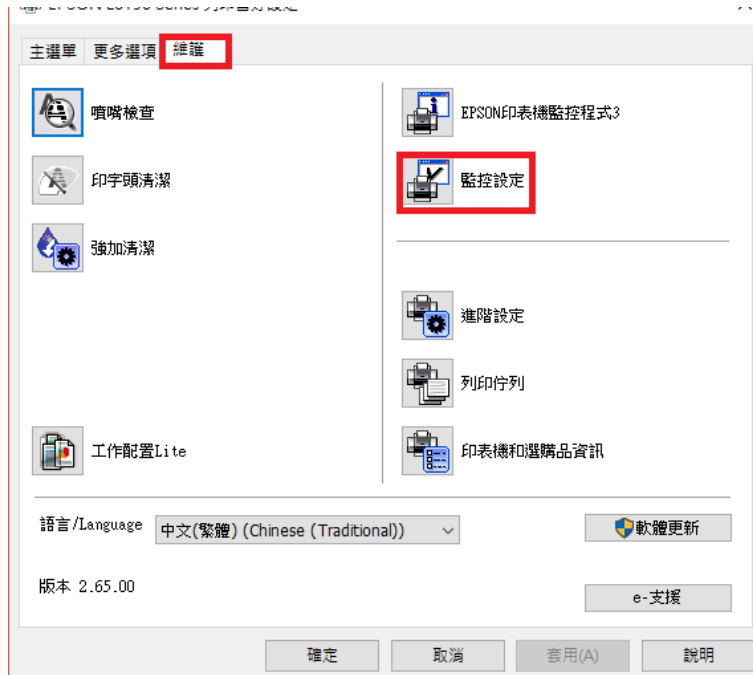 主選單 更多選項 維護
噴嘴檢查
EPSON印表機監控程式3
印字頭清潔
監控設定
強加清潔
進階設定
列印佇列
工作配置Lite
印表機和選購品資訊
語言/Language 中文(繁體) (Chinese (Traditional))
軟體更新
版本 2.65.00
e-支援
確定 取消 套用(A) 說明